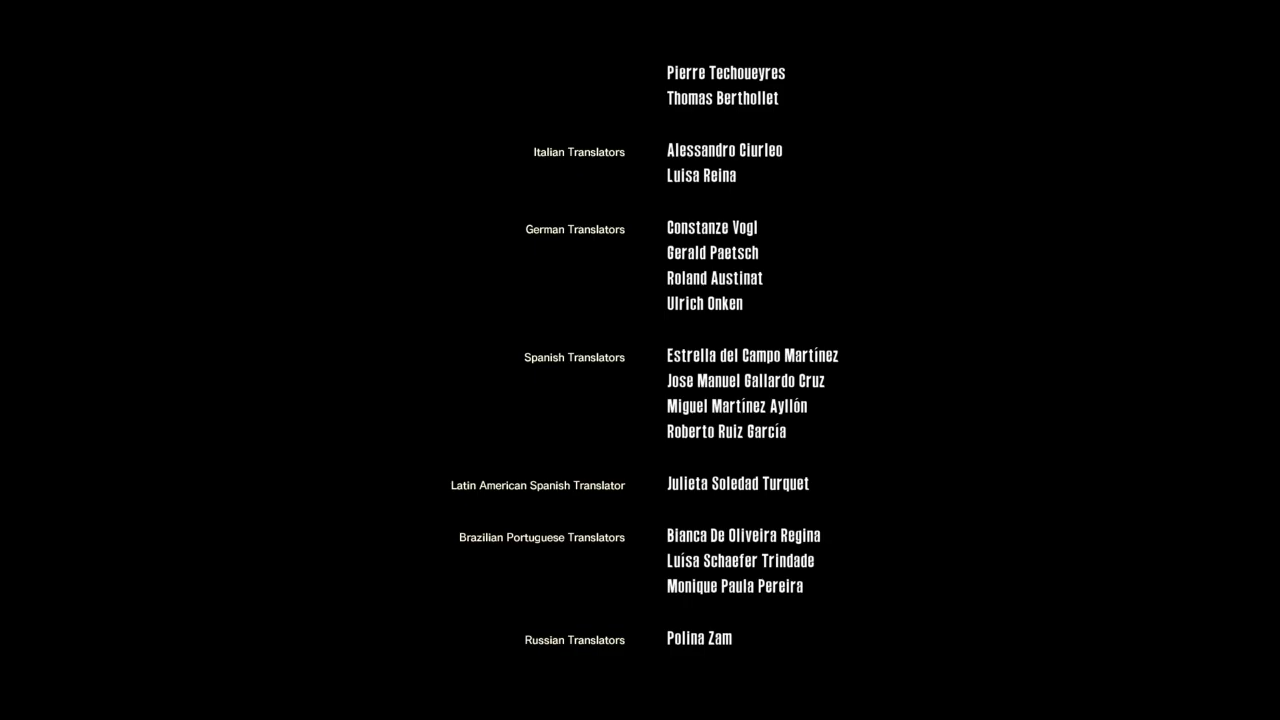 Pierre Techoueyres
Thomas Berthollet
Italian Translators Alessandro Ciurleo
Luisa Reina
German Translators Constanze Vogl
Gerald Paetsch
Roland Austinat
Ulrich Onken
Spanish Translators Estrella del Campo Martínez
Jose Manuel Gallardo Cruz
Miguel Martínez Ayllón
Roberto Ruiz García
Latin American Spanish Translator Julieta Soledad Turquet
Brazilian Portuguese Translators Bianca De Oliveira Regina
Luísa Schaefer Trindade
Monique Paula Pereira
Russian Translators Polina Zam